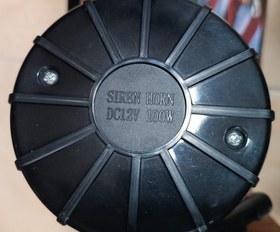 SIREN HORN
DC12V 100W